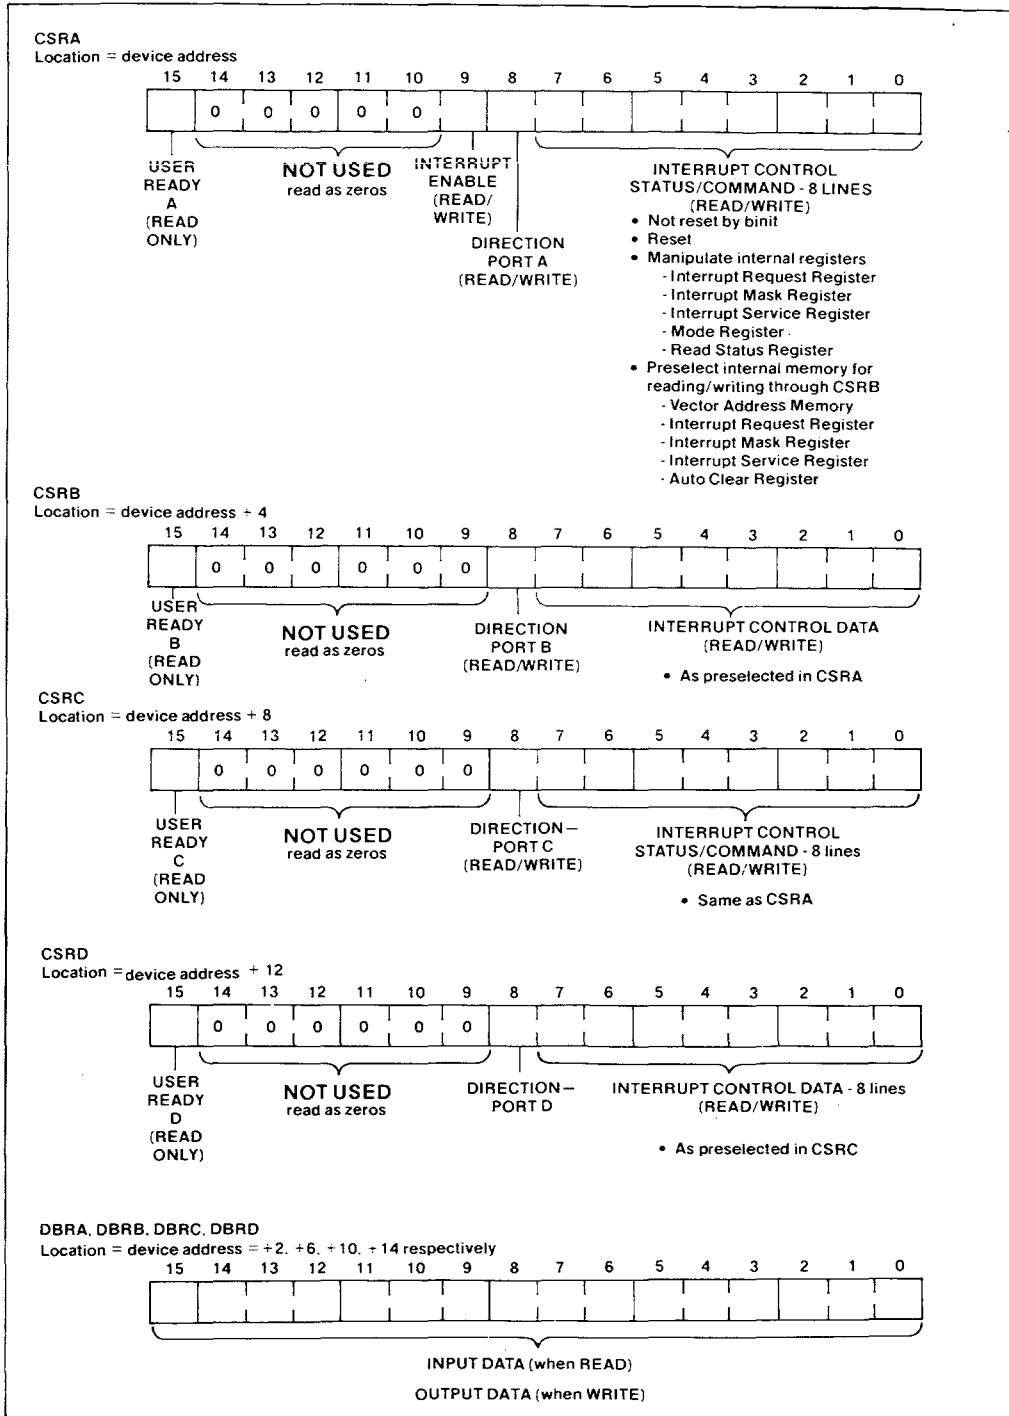 CSRA
Location = device address
15 14 13 12 11 10 9 8 7 6 5 4 3 2 1 0
0 0 0 0 0
USER READY A (READ ONLY)
NOT USED
read as zeros
INTERRUPT ENABLE (READ/ WRITE)
DIRECTION PORT A (READ/WRITE)
INTERRUPT CONTROL
STATUS/COMMAND - 8 LINES
(READ/WRITE)
• Not reset by binit
• Reset
• Manipulate internal registers
- Interrupt Request Register
- Interrupt Mask Register
- Interrupt Service Register
- Mode Register
- Read Status Register
• Preselect internal memory for
reading/writing through CSRB
- Vector Address Memory
- Interrupt Request Register
- Interrupt Mask Register
- Interrupt Service Register
- Auto Clear Register
CSRB
Location = device address + 4
15 14 13 12 11 10 9 8 7 6 5 4 3 2 1 0
0 0 0 0 0 0
USER READY B (READ ONLY)
NOT USED
read as zeros
DIRECTION PORT B (READ/WRITE)
INTERRUPT CONTROL DATA
(READ/WRITE)
• As preselected in CSRA
CSRC
Location = device address + 8
15 14 13 12 11 10 9 8 7 6 5 4 3 2 1 0
0 0 0 0 0 0
USER READY C (READ ONLY)
NOT USED
read as zeros
DIRECTION— PORT C (READ/WRITE)
INTERRUPT CONTROL
STATUS/COMMAND - 8 lines
(READ/WRITE)
• Same as CSRA
CSRD
Location = device address + 12
15 14 13 12 11 10 9 8 7 6 5 4 3 2 1 0
0 0 0 0 0 0
USER READY D (READ ONLY)
NOT USED
read as zeros
DIRECTION— PORT D
INTERRUPT CONTROL DATA - 8 lines
(READ/WRITE)
• As preselected in CSRC
DBRA, DBRB, DBRC, DBRD
Location = device address = +2, +6, +10, +14 respectively
15 14 13 12 11 10 9 8 7 6 5 4 3 2 1 0
INPUT DATA (when READ)
OUTPUT DATA (when WRITE)